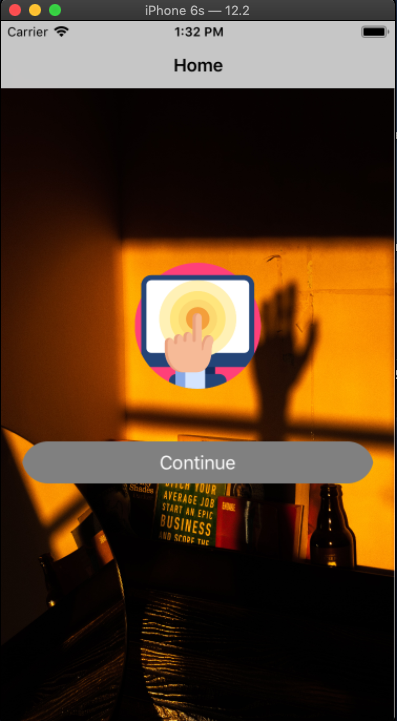 iPhone 6s — 12.2
Carrier
1:32 PM
Home
Continue
Shades
DITCH YOUR
AVERAGE JOB
START AN EPIC
BUSINESS
AND SCORE THE